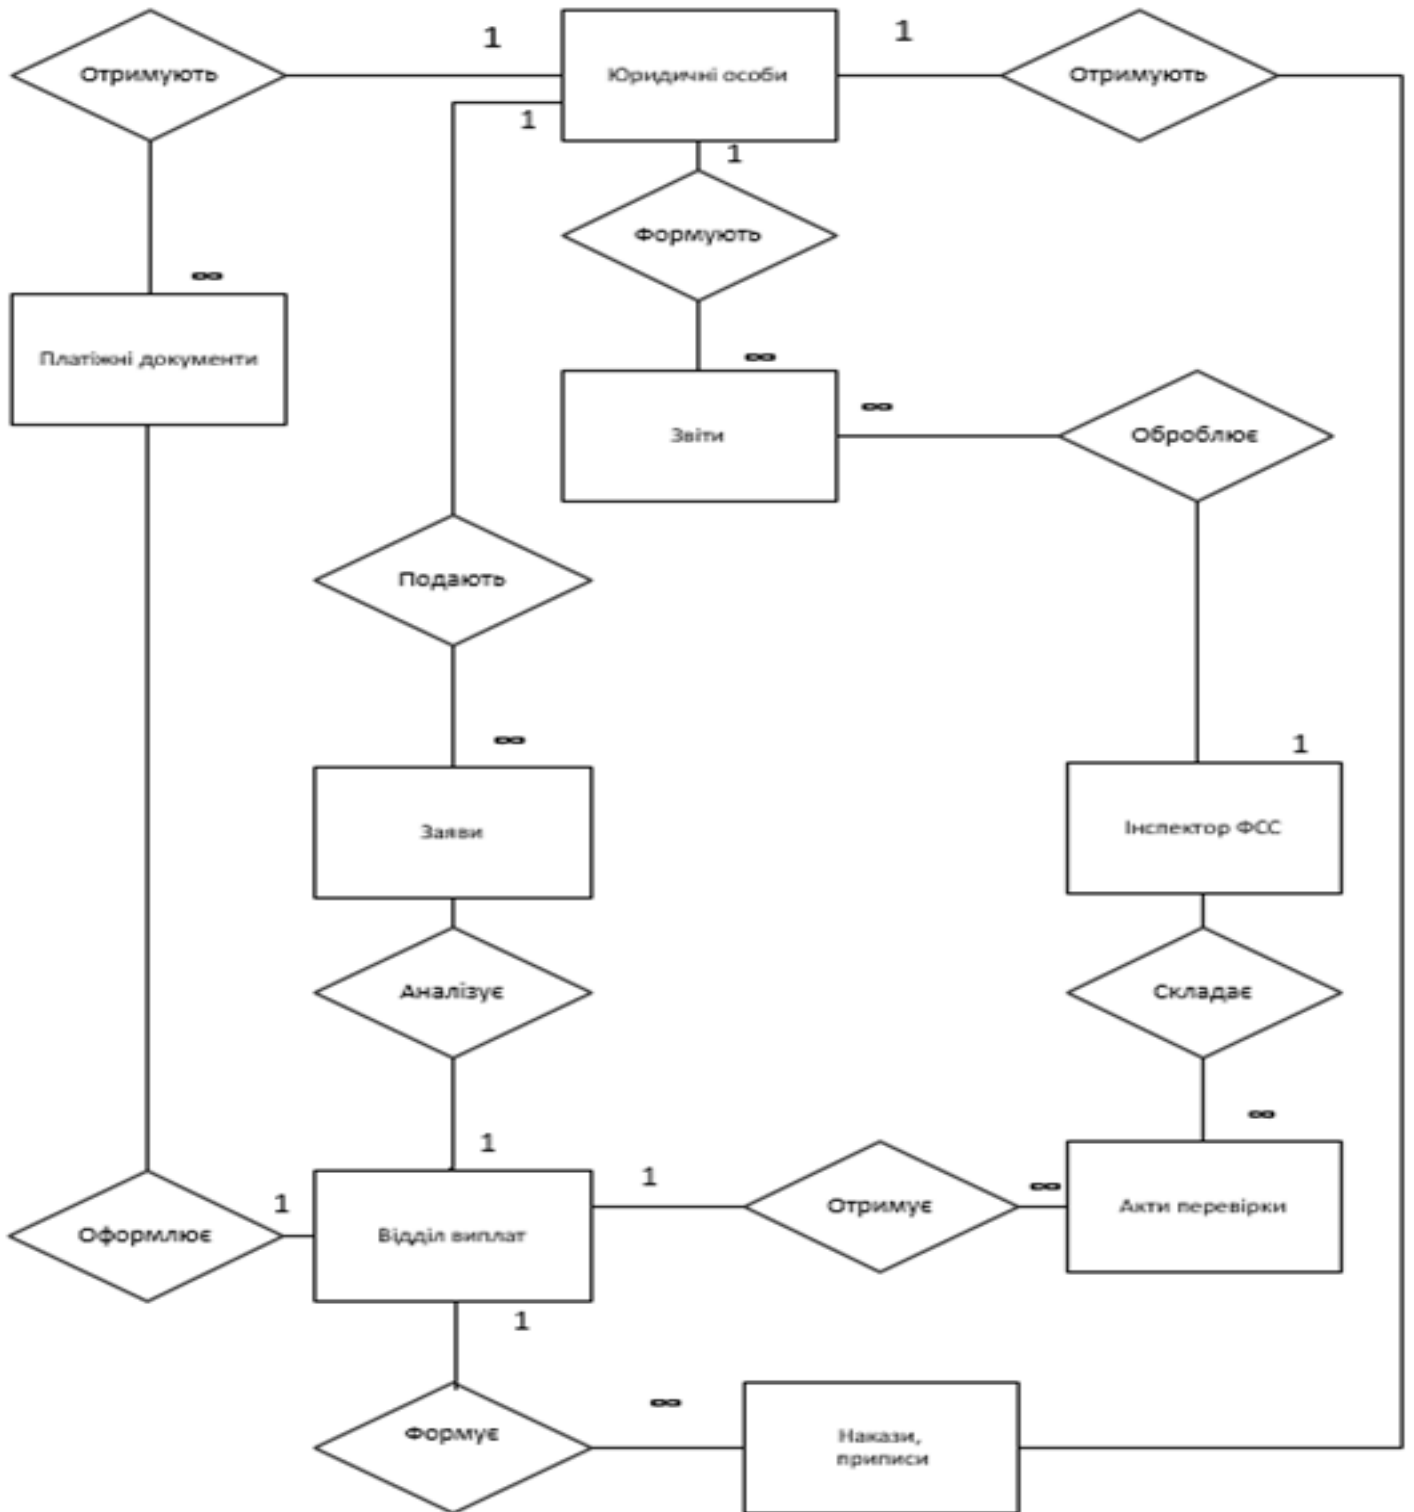 1
1
Отримують
Юридичні особи
Отримують
1
1
Формують
∞
Платіжні документи
∞
∞
Звіти
Оброблює
Подають
∞
1
Заяви
Інспектор ФСС
Аналізує
Складає
∞
1
1
∞
1
Отримує
Акти перевірки
Оформлює
Відділ виплат
1
∞
Формує
Накази,
приписи